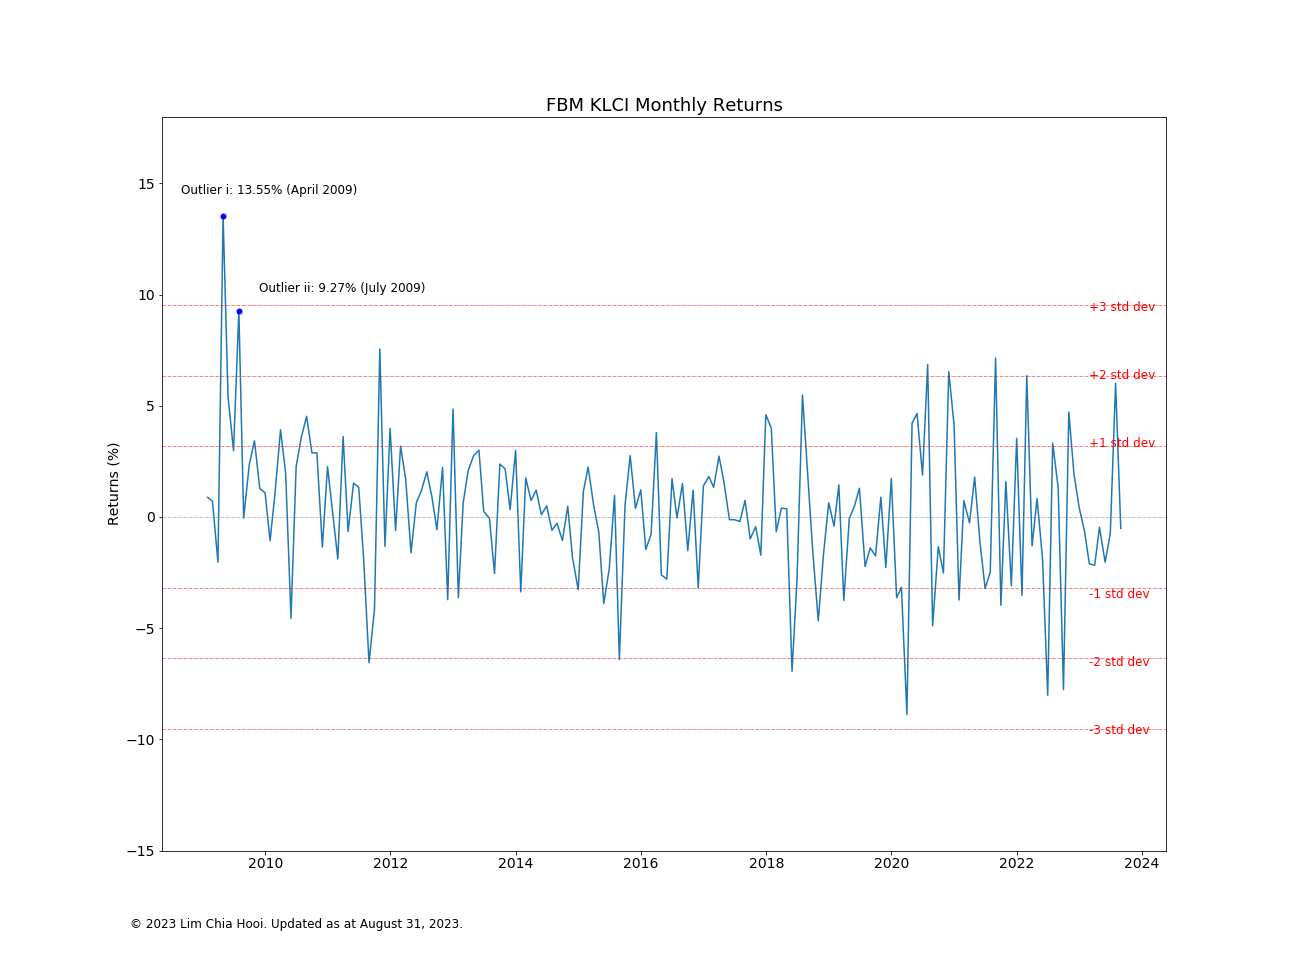 FBM KLCI Monthly Returns
Outlier i: 13.55% (April 2009)
Outlier ii: 9.27% (July 2009)
+3 std dev
+2 std dev
+1 std dev
-1 std dev
-2 std dev
-3 std dev
Returns (%)
15
10
5
0
−5
−10
−15
2010 2012 2014 2016 2018 2020 2022 2024
© 2023 Lim Chia Hooi. Updated as at August 31, 2023.